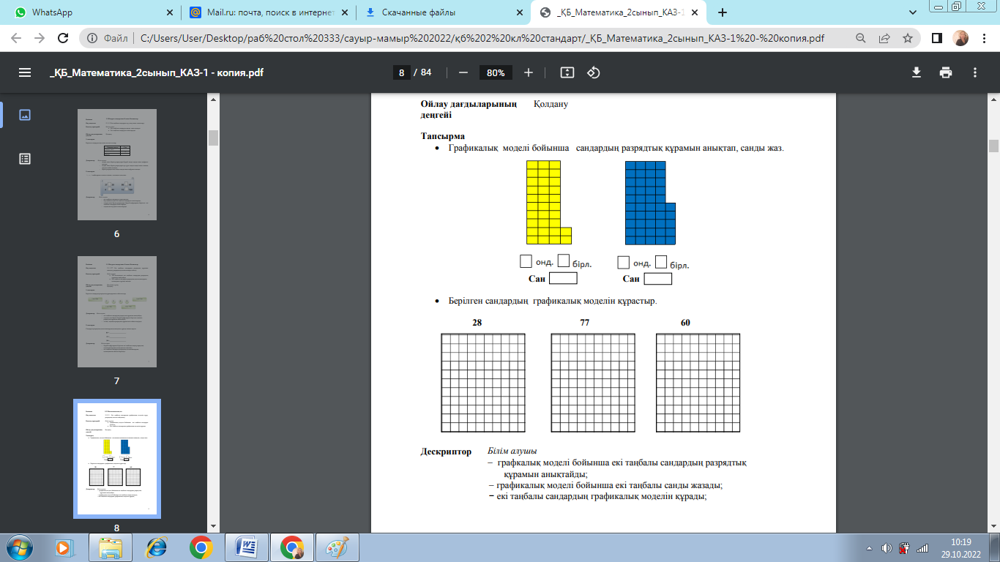 WhatsApp
Mail.ru: почта, поиск в интернет
Скачанные файлы
_ҚБ_Математика_2сынып_КАЗ-1
Файл
C:/Users/User/Desktop/раб%20стол%20333/сауыр-мамыр%202022/қб%202%20кл%20стандарт/_ҚБ_Математика_2сынып_КАЗ-1%20-%20копия.pdf
_ҚБ_Математика_2сынып_КАЗ-1 - копия.pdf
8 / 84
80%
6
7
8
Ойлау дағдыларының Қолдану
деңгейі
Тапсырма
• Графикалық моделі бойынша сандардың разрядтық құрамын анықтап, санды жаз.
онд. бірл. онд. бірл.
Сан Сан
• Берілген сандардың графикалық моделін құрастыр.
28 77 60
Дескриптор Білім алушы
– графкалық моделі бойынша екі таңбалы сандардың разрядтық
құрамын анықтайды;
– графикалық моделі бойынша екі таңбалы санды жазады;
– екі таңбалы сандардың графикалық моделін құрады;
10:19
29.10.2022